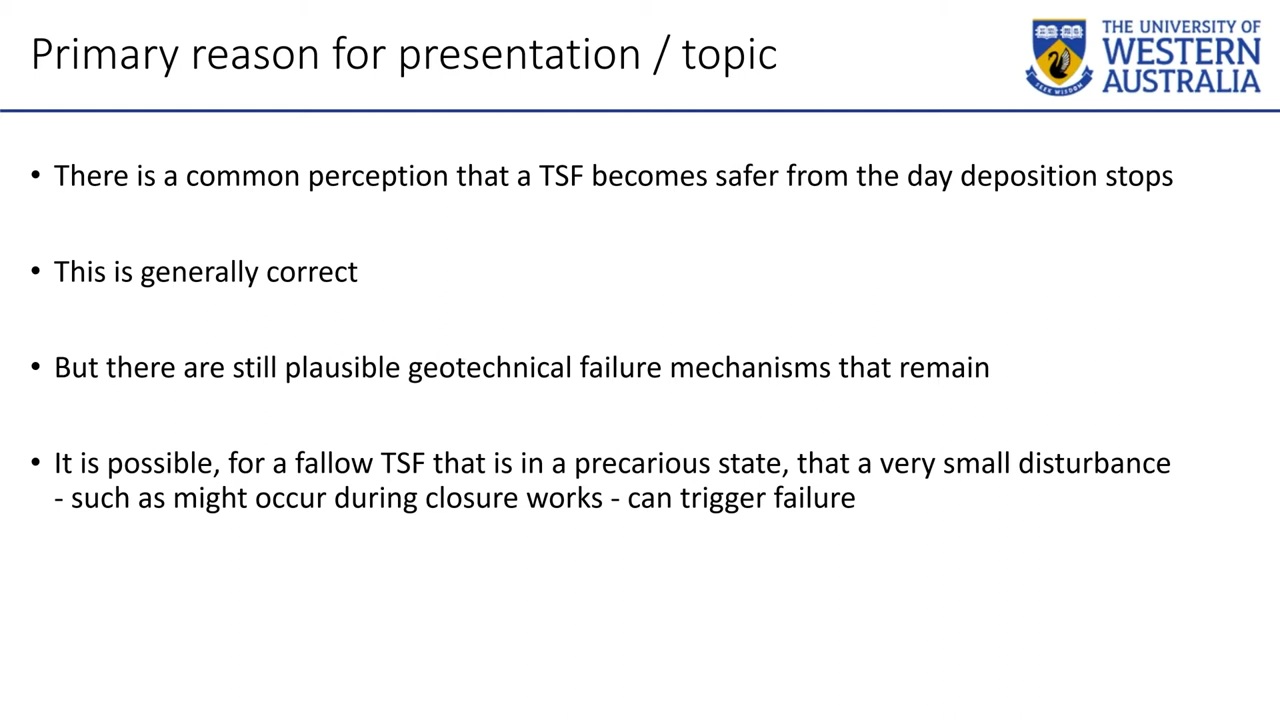 Primary reason for presentation / topic
THE UNIVERSITY OF
WESTERN
AUSTRALIA
SEEK WISDOM
• There is a common perception that a TSF becomes safer from the day deposition stops
• This is generally correct
• But there are still plausible geotechnical failure mechanisms that remain
• It is possible, for a fallow TSF that is in a precarious state, that a very small disturbance
- such as might occur during closure works - can trigger failure